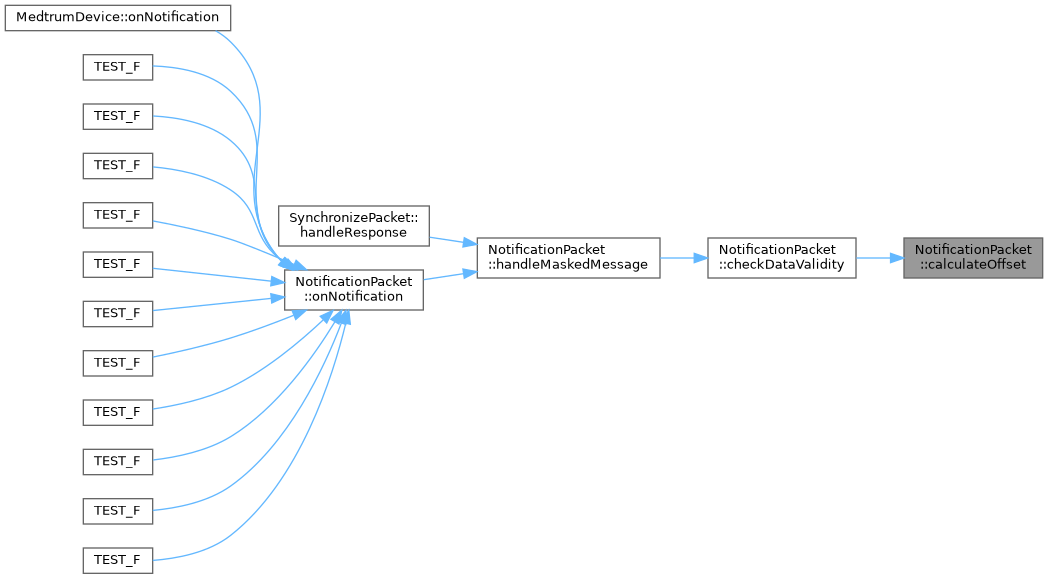 MedtrumDevice::onNotification
TEST_F
TEST_F
TEST_F
TEST_F
TEST_F
TEST_F
TEST_F
TEST_F
TEST_F
TEST_F
TEST_F
SynchronizePacket::
handleResponse
NotificationPacket
::onNotification
NotificationPacket
::handleMaskedMessage
NotificationPacket
::checkDataValidity
NotificationPacket
::calculateOffset